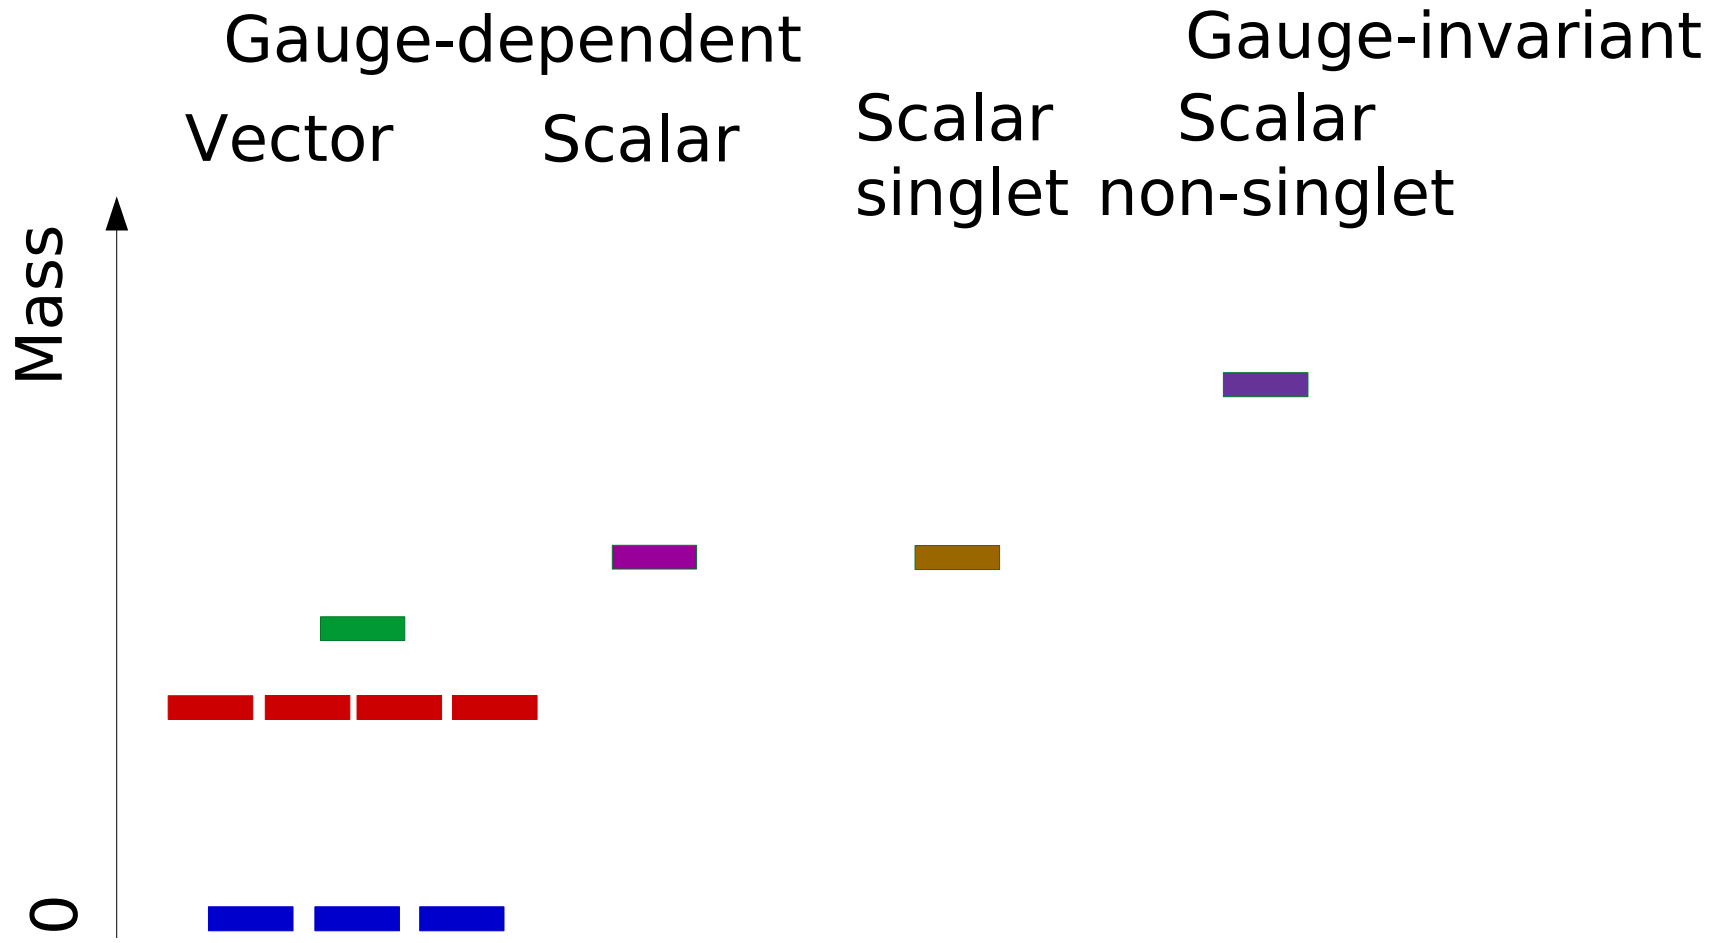 Gauge-dependent
Gauge-invariant
Vector
Scalar
Scalar
singlet
Scalar
non-singlet
Mass
0